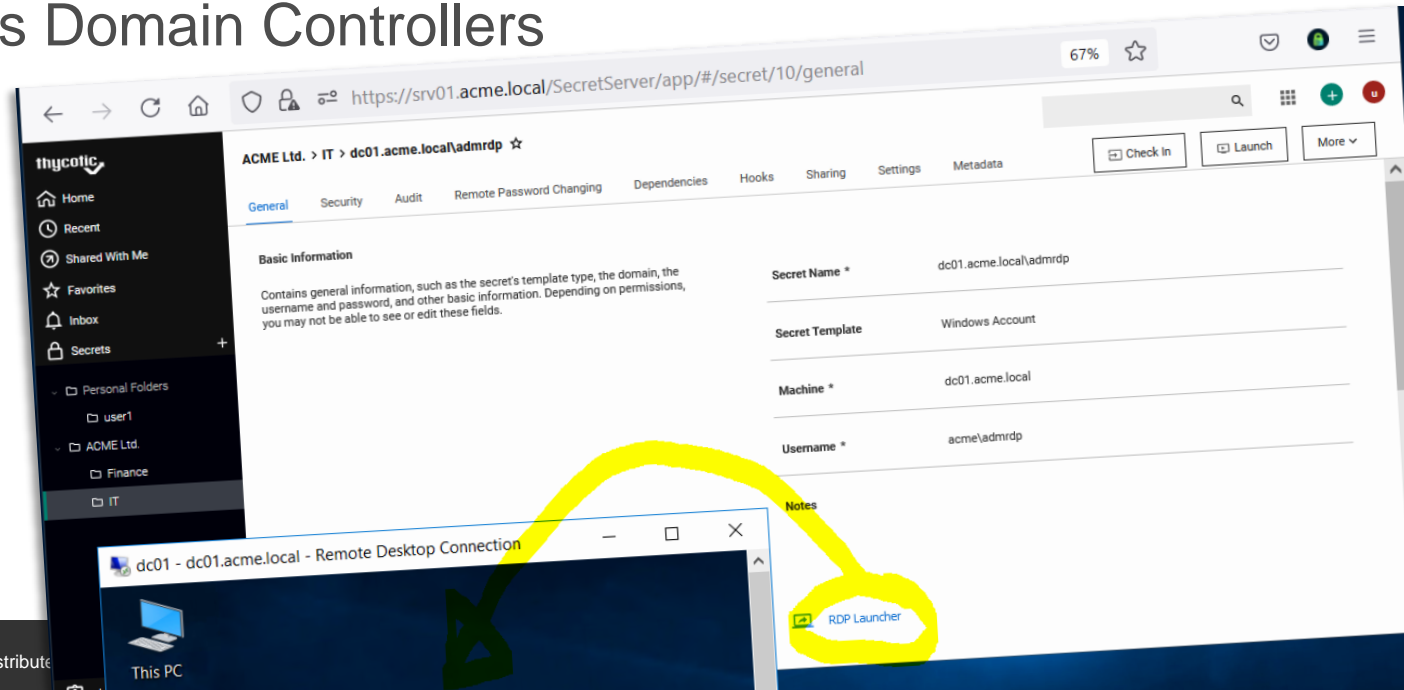 s Domain Controllers
67%
https://srv01.acme.local/SecretServer/app/#/secret/10/general
u
thycotic
ACME Ltd. > IT > dc01.acme.local\admrdp
Check In
Launch
More
General
Security
Audit
Remote Password Changing
Dependencies
Hooks
Sharing
Settings
Metadata
Home
Recent
Shared With Me
Favorites
Inbox
Secrets +
Personal Folders
user1
ACME Ltd.
Finance
IT
Basic Information
Contains general information, such as the secret's template type, the domain, the
username and password, and other basic information. Depending on permissions,
you may not be able to see or edit these fields.
Secret Name * dc01.acme.local\admrdp
Secret Template Windows Account
Machine * dc01.acme.local
Username * acme\admrdp
Notes
RDP Launcher
dc01 - dc01.acme.local - Remote Desktop Connection
This PC
stribute